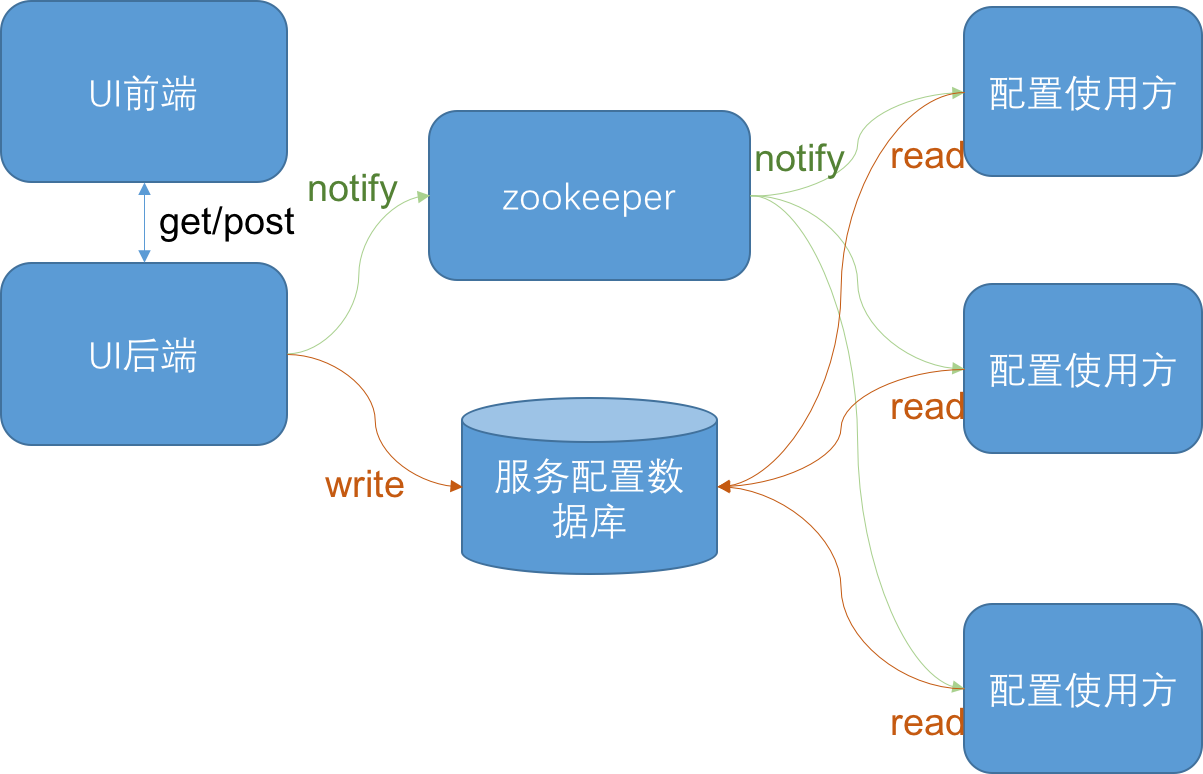 UI前端
配置使用方
notify
read
zookeeper
notify
get/post
UI后端
配置使用方
read
服务配置数
据库
write
配置使用方
read